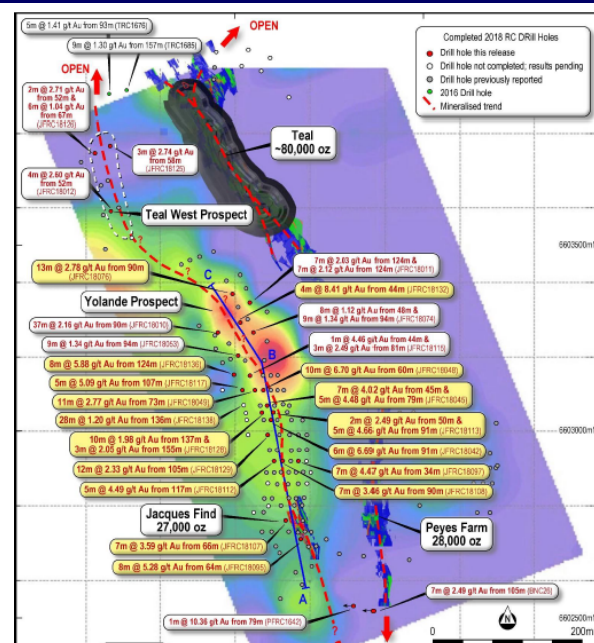 5m @ 1.41 g/t Au from 93m (TRC1676)
9m @ 1.30 g/t Au from 157m (TRC1685)
OPEN
OPEN
Completed 2018 RC DRill Holes
Drill hole this release
Drill hole not completed; results pending
Drill hole previously reported
2016 Drill hole
Mineralised trend
2m @ 2.71 g/t Au
from 52m &
6m @ 1.04 g/t Au
from 67m
(JFRC18126)
3m @ 2.74 g/t Au
from 58m
(JFRC18125)
Teal
~80,000 oz
4m @ 2.60 g/t Au
from 52m
(JFRC18012)
Teal West Prospect
6603500m
?
13m @ 2.78 g/t Au from 90m
(JFRC18076)
?
7m @ 2.03 g/t Au from 124m &
7m @ 2.12 g/t Au from 124m (JFRC18011)
C
4m @ 8.41 g/t Au from 44m (JFRC18132)
Yolande Prospect
?
8m @ 1.12 g/t Au from 48m &
9m @ 1.34 g/t Au from 94m (JFRC18374)
37m @ 2.16 g/t Au from 90m (JFRC18010)
1m @ 4.46 g/t Au from 44m &
3m @ 2.49 g/t Au from 81m (JFRC18115)
9m @ 1.34 g/t Au from 94m (JFRC18053)
B
8m @ 5.88 g/t Au from 124m (JFRC18136)
10m @ 6.70 g/t Au from 60m (JFRC18048)
5m @ 5.09 g/t Au from 107m (JFRC18117)
7m @ 4.02 g/t Au from 45m &
5m @ 4.48 g/t Au from 79m (JFRC18045)
11m @ 2.77 g/t Au from 73m (JFRC18049)
28m @ 1.20 g/t Au from 136m (JFRC18138)
2m @ 2.49 g/t Au from 50m &
5m @ 4.66 g/t Au from 91m (JFRC18113)
6603000m
10m @ 1.98 g/t Au from 137m &
3m @ 2.05 g/t Au from 155m (JFRC18128)
6m @ 6.69 g/t Au from 91m (JFRC18042)
12m @ 2.33 g/t Au from 105m (JFRC18129)
7m @ 4.47 g/t Au from 34m (JFRC18097)
5m @ 4.49 g/t Au from 117m (JFRC18112)
7m @ 3.46 g/t Au from 90m (JFRC18108)
Jacques Find
27,000 oz
Peyes Farm
28,000 oz
7m @ 3.59 g/t Au from 66m (JFRC18107)
8m @ 5.28 g/t Au from 64m (JFRC18095)
A
7m @ 2.49 g/t Au from 105m (BNC26)
1m @ 10.36 g/t Au from 79m (PFRC1642)
?
N
6602500m
0
200m